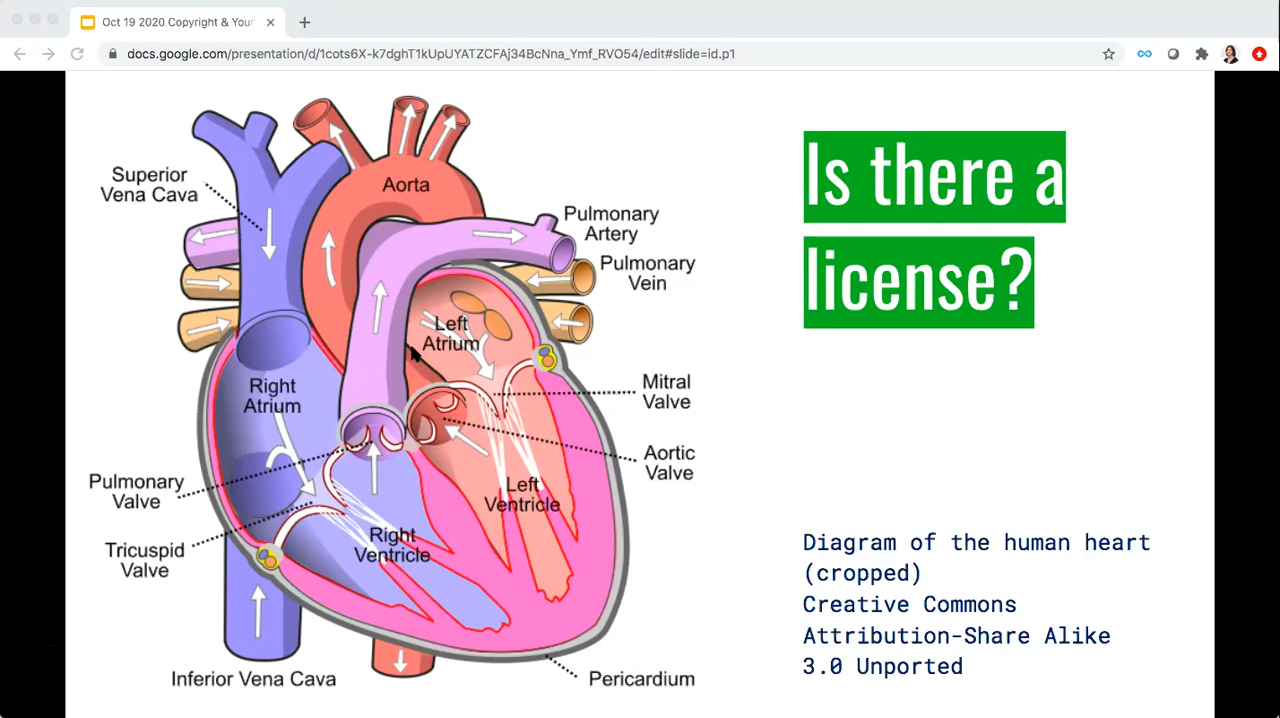 Oct 19 2020 Copyright & Your
docs.google.com/presentation/d/1cots6X-k7dghT1kUpUYATZCFAj34BcNna_Ymf_RVO54/edit#slide=id.p1
Is there a
license?
Superior
Vena Cava
Aorta
Pulmonary
Artery
Pulmonary
Vein
Left
Atrium
Right
Atrium
Mitral
Valve
Aortic
Valve
Pulmonary
Valve
Left
Ventricle
Tricuspid
Valve
Right
Ventricle
Inferior Vena Cava
Pericardium
Diagram of the human heart
(cropped)
Creative Commons
Attribution-Share Alike
3.0 Unported